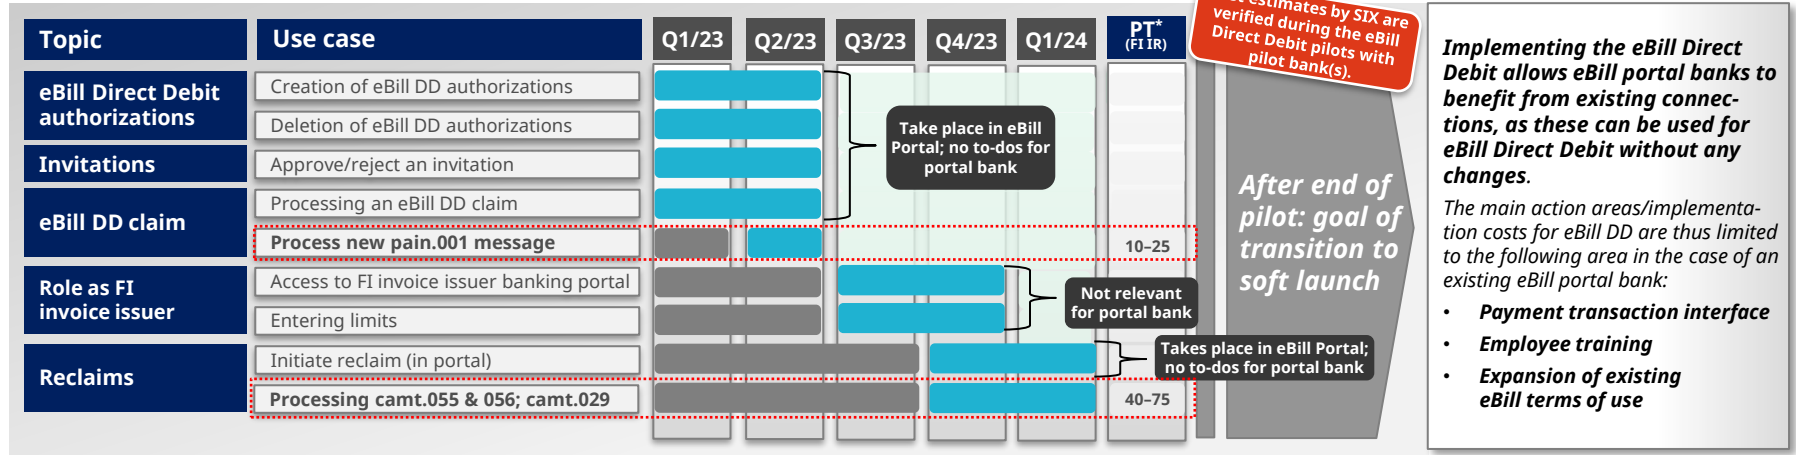 Topic
Use case
Q1/23
Q2/23
Q3/23
Q4/23
Q1/24
PT*
(FI IR)
estimates by SIX are
verified during the eBill
Direct Debit pilots with
pilot bank(s).
eBill Direct Debit
authorizations
Creation of eBill DD authorizations
Deletion of eBill DD authorizations
Invitations
Approve/reject an invitation
eBill DD claim
Processing an eBill DD claim
Process new pain.001 message
10–25
Role as FI
invoice issuer
Access to FI invoice issuer banking portal
Entering limits
Reclaims
Initiate reclaim (in portal)
Processing camt.055 & 056; camt.029
40–75
Take place in eBill
Portal; no to-dos for
portal bank
Not relevant
for portal bank
Takes place in eBill Portal;
no to-dos for portal bank
After end of
pilot: goal of
transition to
soft launch
Implementing the eBill Direct
Debit allows eBill portal banks to
benefit from existing connec-
tions, as these can be used for
eBill Direct Debit without any
changes.
The main action areas/implementa-
tion costs for eBill DD are thus limited
to the following area in the case of an
existing eBill portal bank:
• Payment transaction interface
• Employee training
• Expansion of existing
eBill terms of use